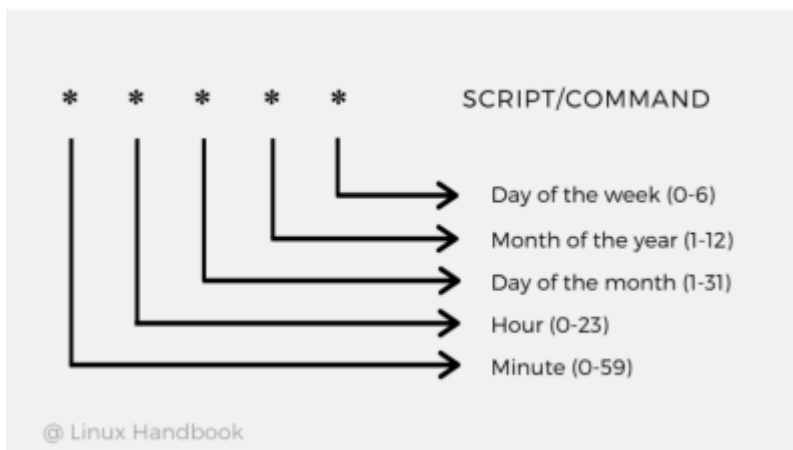 * * * * * SCRIPT/COMMAND
Day of the week (0-6)
Month of the year (1-12)
Day of the month (1-31)
Hour (0-23)
Minute (0-59)
@ Linux Handbook